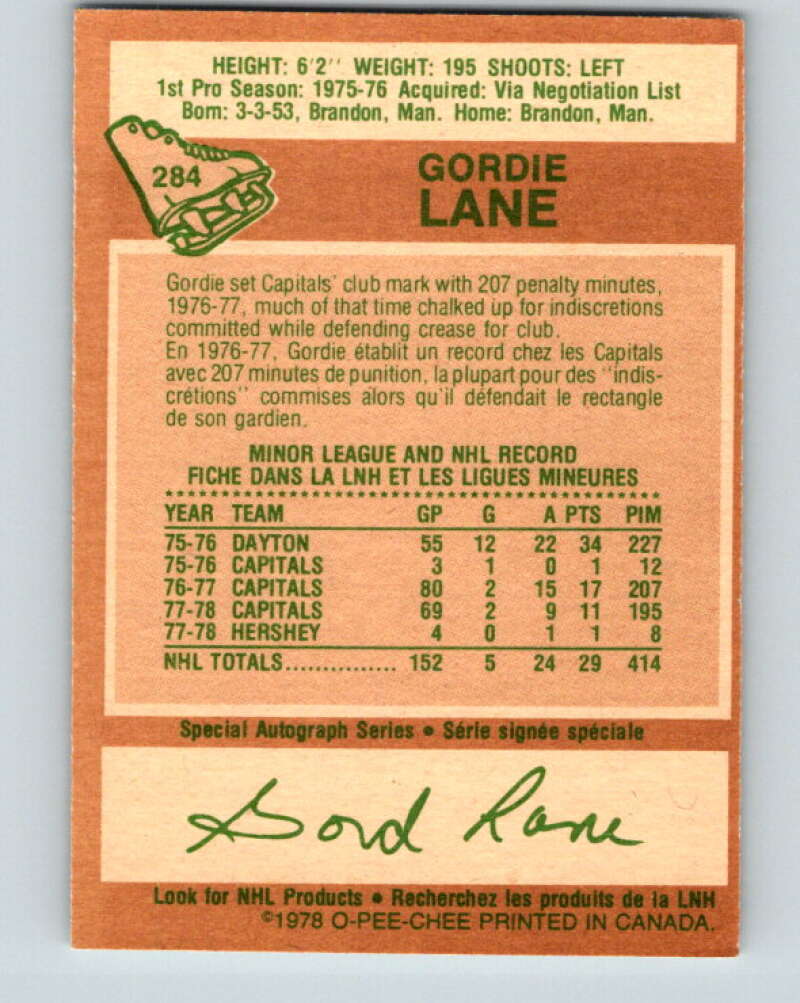 HEIGHT: 6'2'' WEIGHT: 195 SHOOTS: LEFT
1st Pro Season: 1975-76 Acquired: Via Negotiation List
Born: 3-3-53, Brandon, Man. Home: Brandon, Man.
284
GORDIE
LANE
Gordie set Capitals' club mark with 207 penalty minutes,
1976-77, much of that time chalked up for indiscretions
committed while defending crease for club.
En 1976-77, Gordie établit un record chez les Capitals
avec 207 minutes de punition, la plupart pour des "indis-
crétions" commises alors qu'il défendait le rectangle
de son gardien.
MINOR LEAGUE AND NHL RECORD
FICHE DANS LA LNH ET LES LIGUES MINEURES
YEAR TEAM GP G A PTS PIM
75-76 DAYTON 55 12 22 34 227
75-76 CAPITALS 3 1 0 1 12
76-77 CAPITALS 80 2 15 17 207
77-78 CAPITALS 69 2 9 11 195
77-78 HERSHEY 4 0 1 1 8
NHL TOTALS............... 152 5 24 29 414
Special Autograph Series • Série signée spéciale
Gord Lane
Look for NHL Products • Recherchez les produits de la LNH
©1978 O-PEE-CHEE PRINTED IN CANADA.